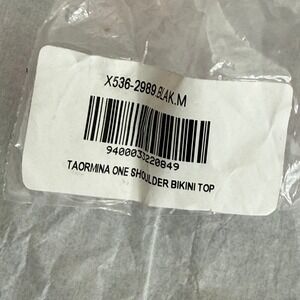 X536-2989.BLAK.M
9400033220849
TAORMINA ONE SHOULDER BIKINI TOP